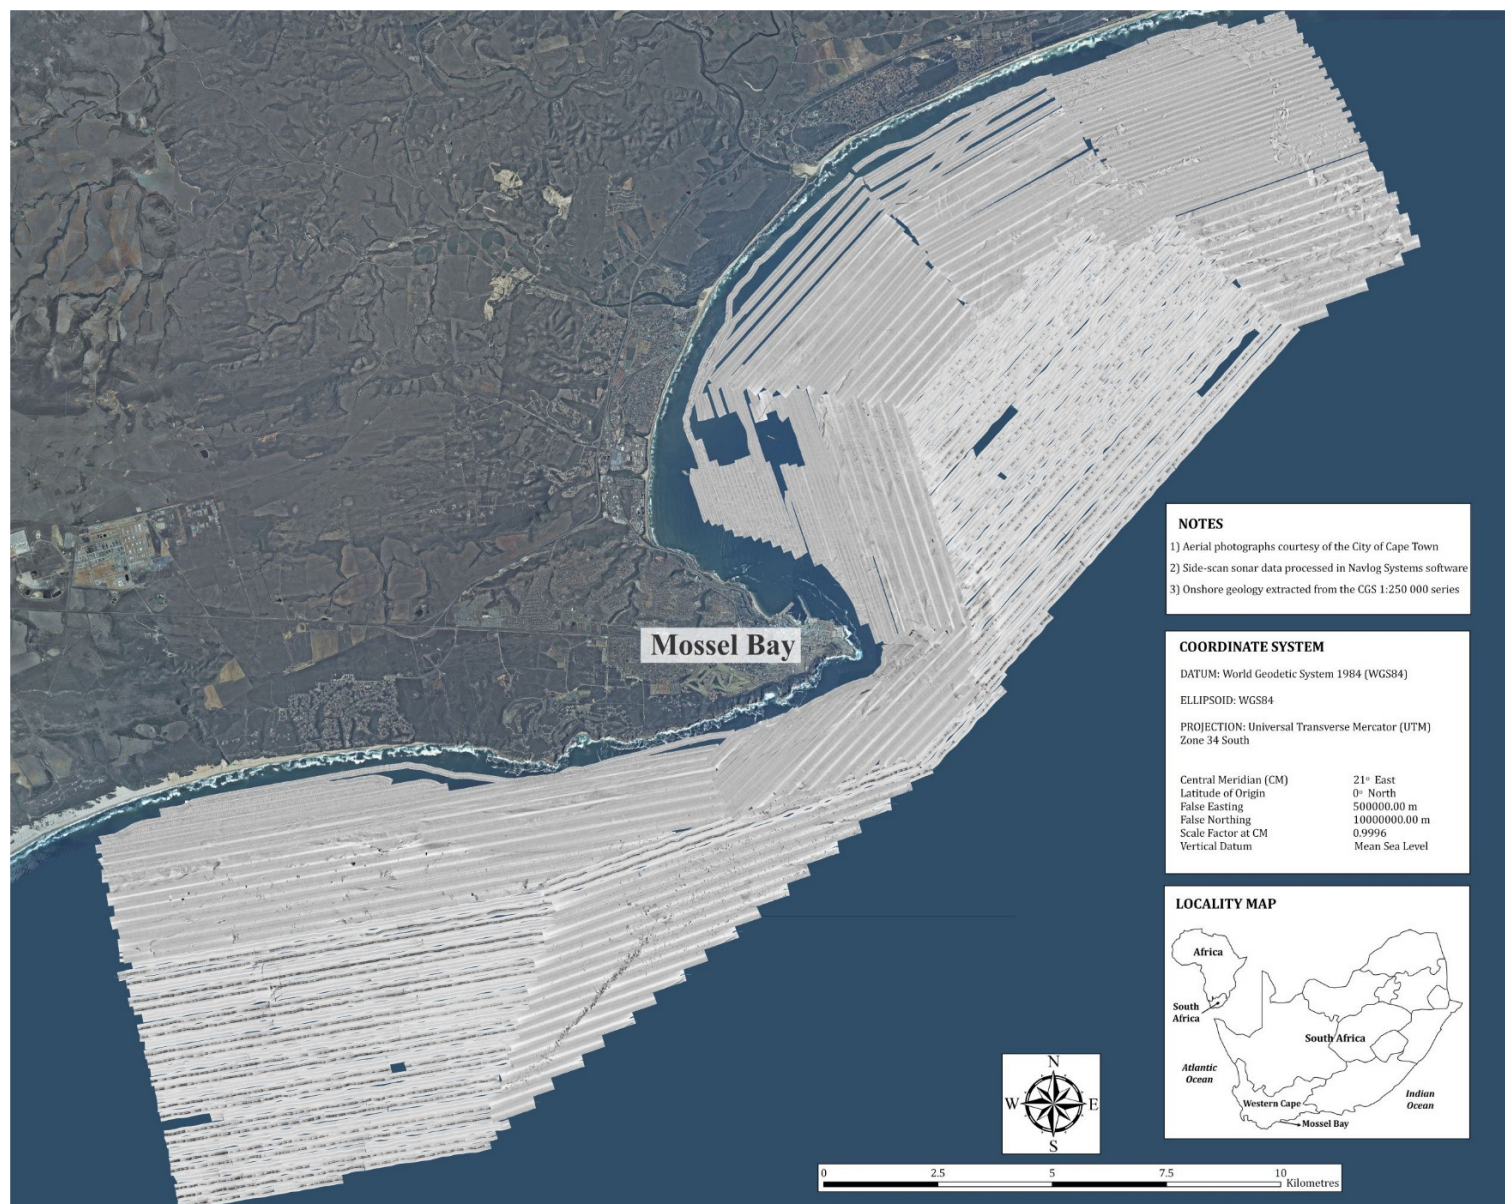 Mossel Bay
NOTES
1) Aerial photographs courtesy of the City of Cape Town
2) Side-scan sonar data processed in Navlog Systems software
3) Onshore geology extracted from the CGS 1:250 000 series
COORDINATE SYSTEM
DATUM: World Geodetic System 1984 (WGS84)
ELLIPSOID: WGS84
PROJECTION: Universal Transverse Mercator (UTM)
Zone 34 South
Central Meridian (CM) 21° East
Latitude of Origin 0° North
False Easting 500000.00 m
False Northing 10000000.00 m
Scale Factor at CM 0.9996
Vertical Datum Mean Sea Level
LOCALITY MAP
Africa
South
Africa
South Africa
Atlantic
Ocean
Indian
Ocean
Western Cape
Mossel Bay
N
W E
S
0 2.5 5 7.5 10
Kilometres